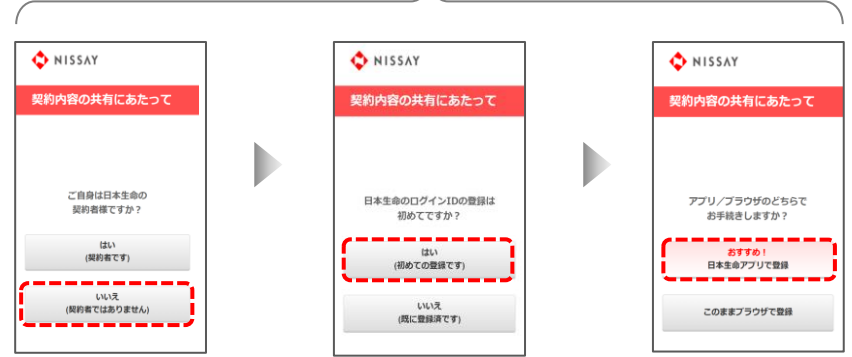 NISSAY
契約内容の共有にあたって
ご自身は日本生命の
契約者様ですか？
はい
(契約者です)
いいえ
(契約者ではありません)
NISSAY
契約内容の共有にあたって
日本生命のログインIDの登録は
初めてですか？
はい
(初めての登録です)
いいえ
(既に登録済です)
NISSAY
契約内容の共有にあたって
アプリ／ブラウザのどちらで
お手続きしますか？
おすすめ！
日本生命アプリで登録
このままブラウザで登録